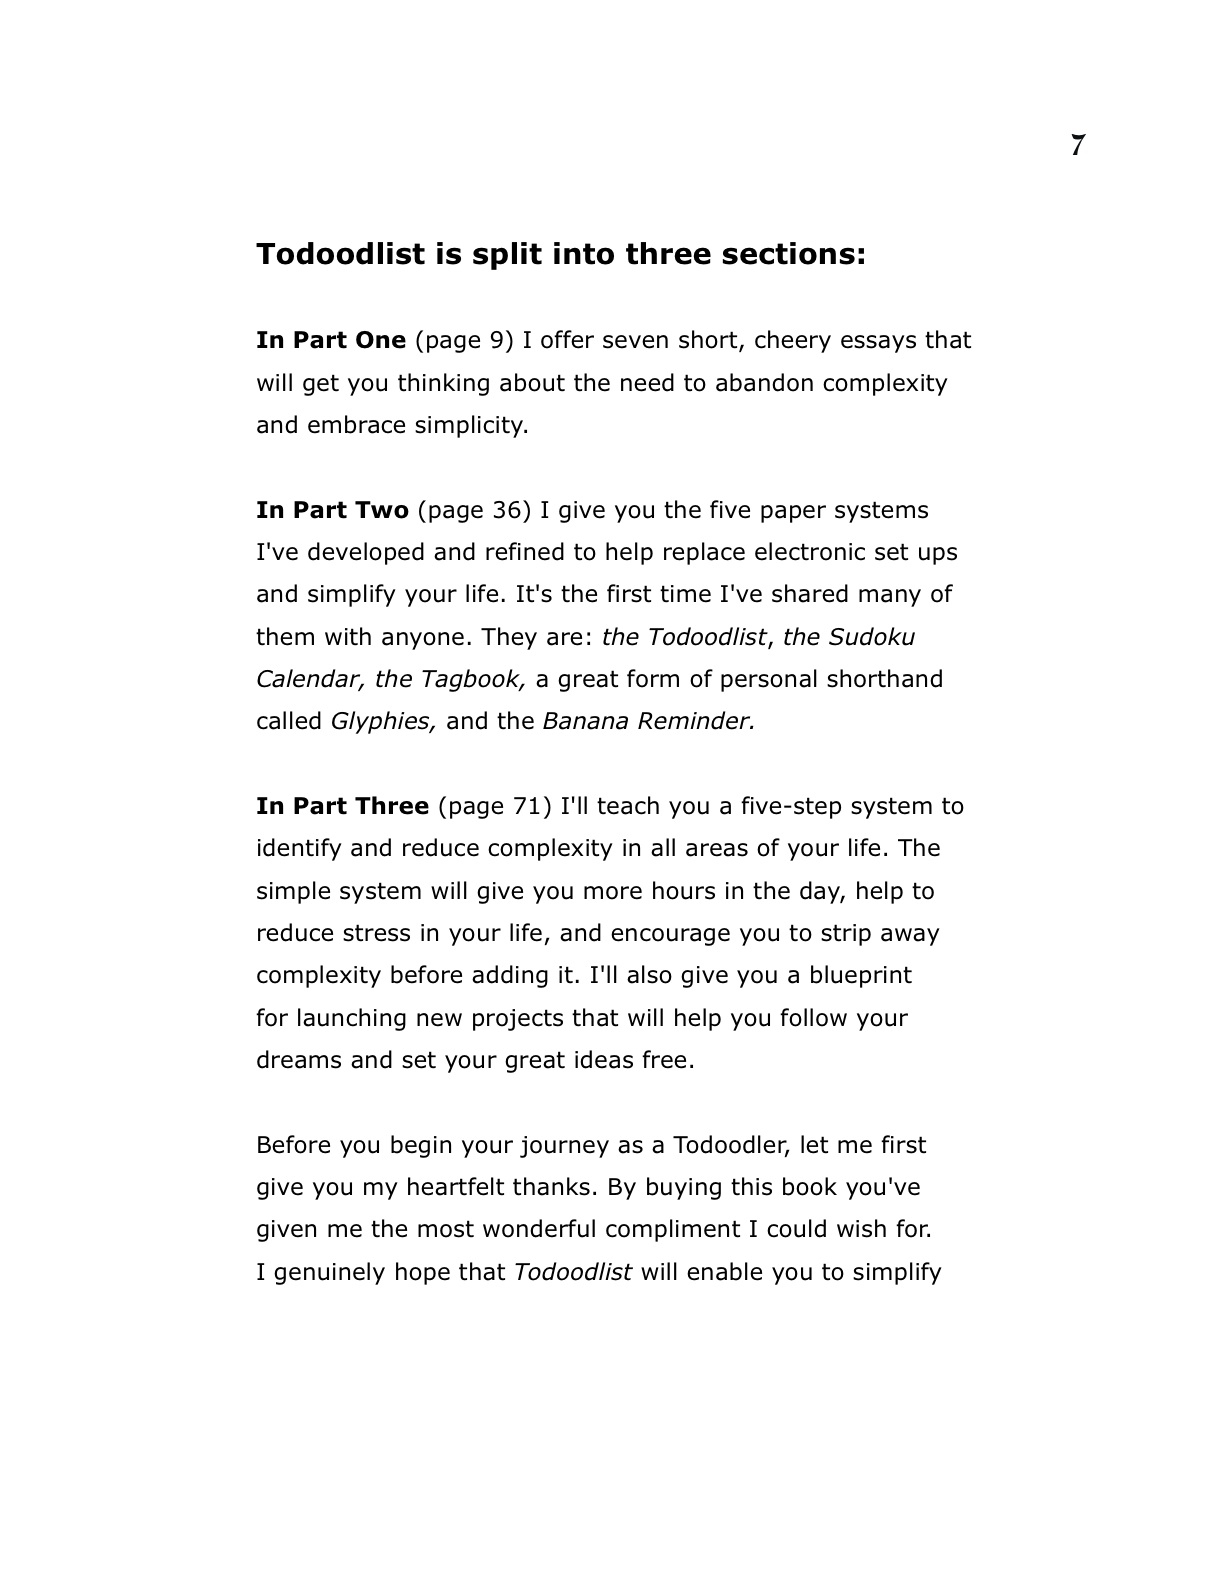 7
Todoodlist is split into three sections:
In Part One (page 9) I offer seven short, cheery essays that
will get you thinking about the need to abandon complexity
and embrace simplicity.
In Part Two (page 36) I give you the five paper systems
I've developed and refined to help replace electronic set ups
and simplify your life. It's the first time I've shared many of
them with anyone. They are: the Todoodlist, the Sudoku
Calendar, the Tagbook, a great form of personal shorthand
called Glyphies, and the Banana Reminder.
In Part Three (page 71) I'll teach you a five-step system to
identify and reduce complexity in all areas of your life. The
simple system will give you more hours in the day, help to
reduce stress in your life, and encourage you to strip away
complexity before adding it. I'll also give you a blueprint
for launching new projects that will help you follow your
dreams and set your great ideas free.
Before you begin your journey as a Todoodler, let me first
give you my heartfelt thanks. By buying this book you've
given me the most wonderful compliment I could wish for.
I genuinely hope that Todoodlist will enable you to simplify